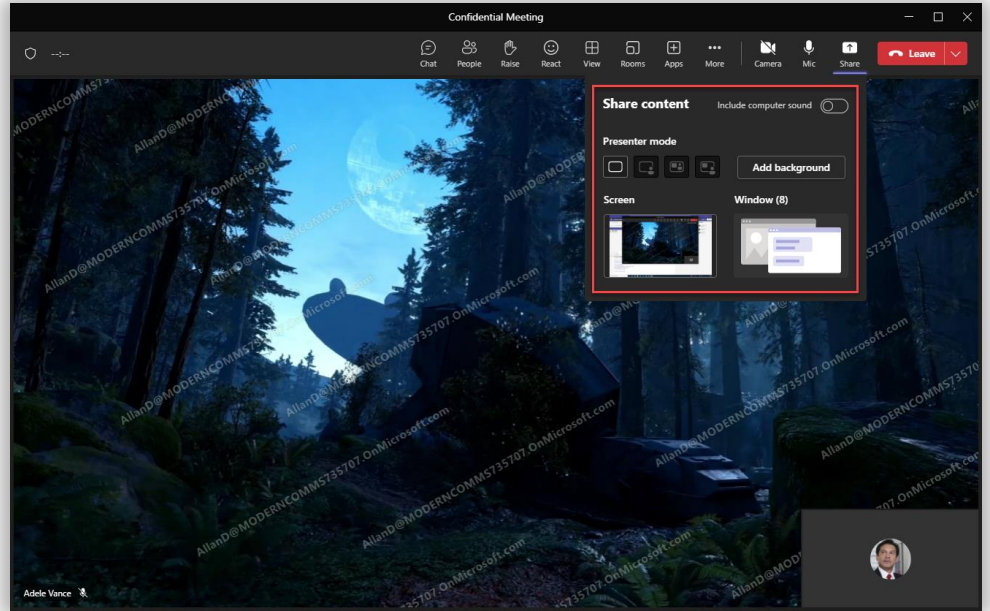 Confidential Meeting
--:--
Chat People Raise React View Rooms Apps More Camera Mic Share Leave
Share content Include computer sound
Presenter mode
Add background
Screen Window (8)
AllanD@MODERNCOMMS735707.OnMicrosoft.com
Adele Vance